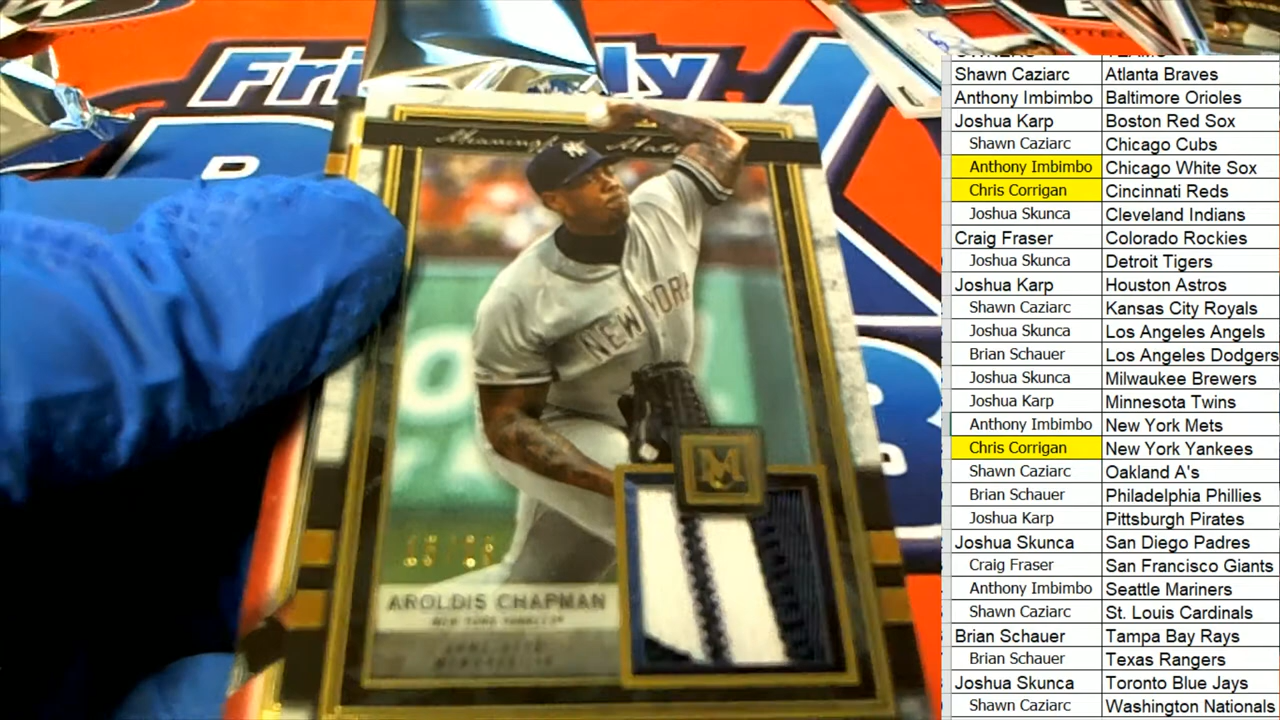 Friendly
Meaningful Mate
NEW YORK
M
AROLDIS CHAPMAN
NEW YORK YANKEES®
OWNERS TEAMS
Shawn Caziarc Atlanta Braves
Anthony Imbimbo Baltimore Orioles
Joshua Karp Boston Red Sox
Shawn Caziarc Chicago Cubs
Anthony Imbimbo Chicago White Sox
Chris Corrigan Cincinnati Reds
Joshua Skunca Cleveland Indians
Craig Fraser Colorado Rockies
Joshua Skunca Detroit Tigers
Joshua Karp Houston Astros
Shawn Caziarc Kansas City Royals
Joshua Skunca Los Angeles Angels
Brian Schauer Los Angeles Dodgers
Joshua Skunca Milwaukee Brewers
Joshua Karp Minnesota Twins
Anthony Imbimbo New York Mets
Chris Corrigan New York Yankees
Shawn Caziarc Oakland A's
Brian Schauer Philadelphia Phillies
Joshua Karp Pittsburgh Pirates
Joshua Skunca San Diego Padres
Craig Fraser San Francisco Giants
Anthony Imbimbo Seattle Mariners
Shawn Caziarc St. Louis Cardinals
Brian Schauer Tampa Bay Rays
Brian Schauer Texas Rangers
Joshua Skunca Toronto Blue Jays
Shawn Caziarc Washington Nationals